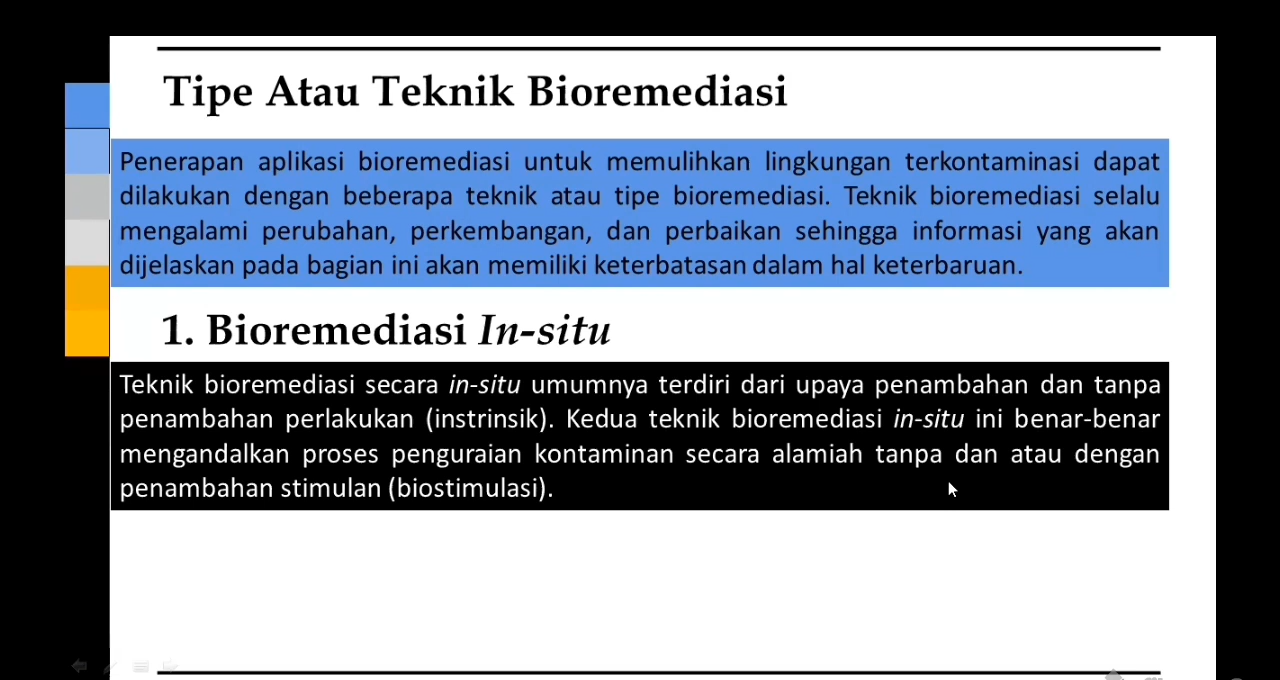 Tipe Atau Teknik Bioremediasi
Penerapan aplikasi bioremediasi untuk memulihkan lingkungan terkontaminasi dapat
dilakukan dengan beberapa teknik atau tipe bioremediasi. Teknik bioremediasi selalu
mengalami perubahan, perkembangan, dan perbaikan sehingga informasi yang akan
dijelaskan pada bagian ini akan memiliki keterbatasan dalam hal keterbaruan.
1. Bioremediasi In-situ
Teknik bioremediasi secara in-situ umumnya terdiri dari upaya penambahan dan tanpa
penambahan perlakukan (instrinsik). Kedua teknik bioremediasi in-situ ini benar-benar
mengandalkan proses penguraian kontaminan secara alamiah tanpa dan atau dengan
penambahan stimulan (biostimulasi).